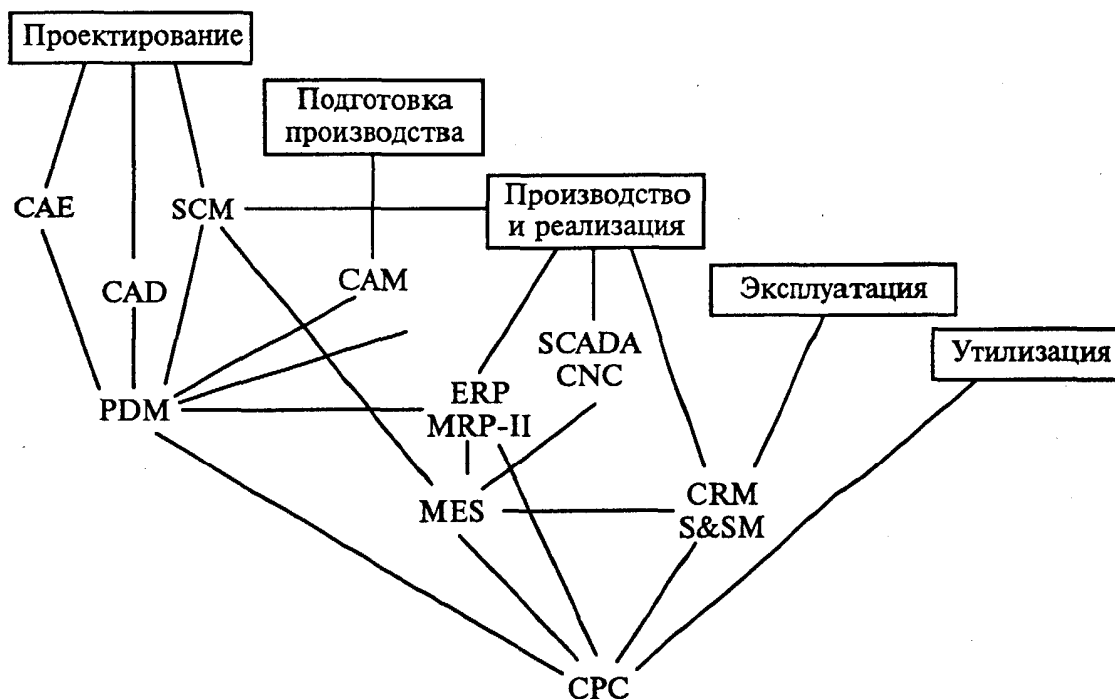 Проектирование
Подготовка
производства
CAE
SCM
Производство
и реализация
CAD
CAM
Эксплуатация
SCADA
CNC
Утилизация
PDM
ERP
MRP-II
MES
CRM
S&SM
CPC